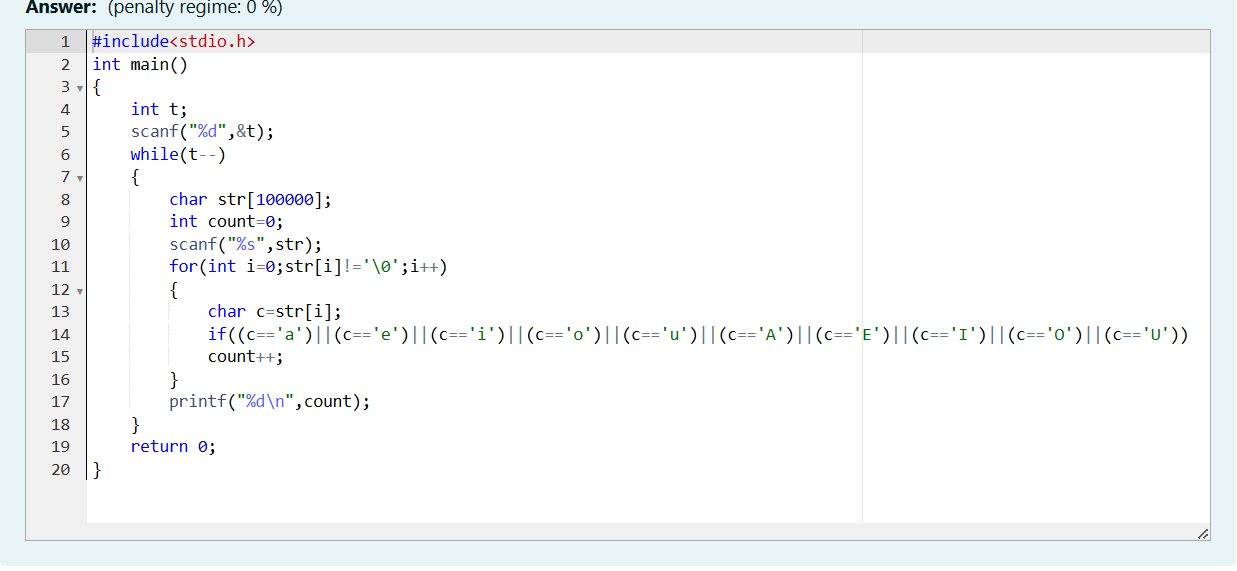 Answer: (penalty regime: 0 %)
1 #include<stdio.h>
2 int main()
3 {
4 int t;
5 scanf("%d",&t);
6 while(t--)
7 {
8 char str[100000];
9 int count=0;
10 scanf("%s",str);
11 for(int i=0;str[i]!='\0';i++)
12 {
13 char c=str[i];
14 if((c=='a')||(c=='e')||(c=='i')||(c=='o')||(c=='u')||(c=='A')||(c=='E')||(c=='I')||(c=='O')||(c=='U'))
15 count++;
16 }
17 printf("%d\n",count);
18 }
19 return 0;
20 }